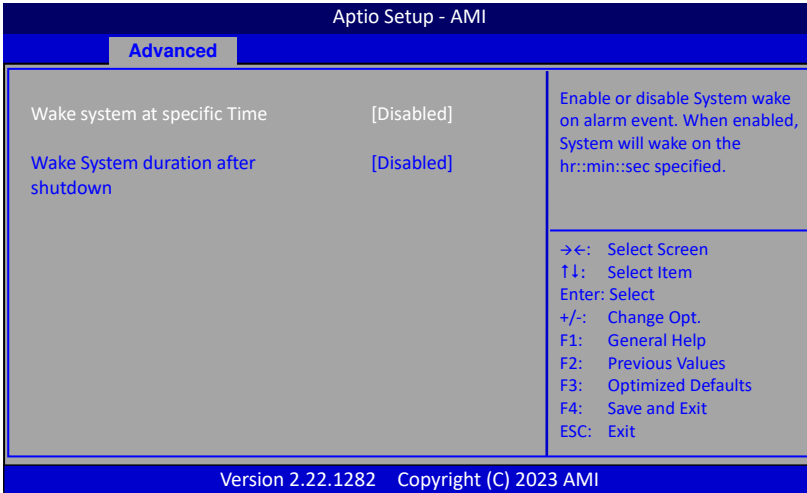 Aptio Setup - AMI
Advanced
Wake system at specific Time [Disabled]
Wake System duration after [Disabled]
shutdown
Enable or disable System wake
on alarm event. When enabled,
System will wake on the
hr::min::sec specified.
→←: Select Screen
↑↓: Select Item
Enter: Select
+/-: Change Opt.
F1: General Help
F2: Previous Values
F3: Optimized Defaults
F4: Save and Exit
ESC: Exit
Version 2.22.1282 Copyright (C) 2023 AMI